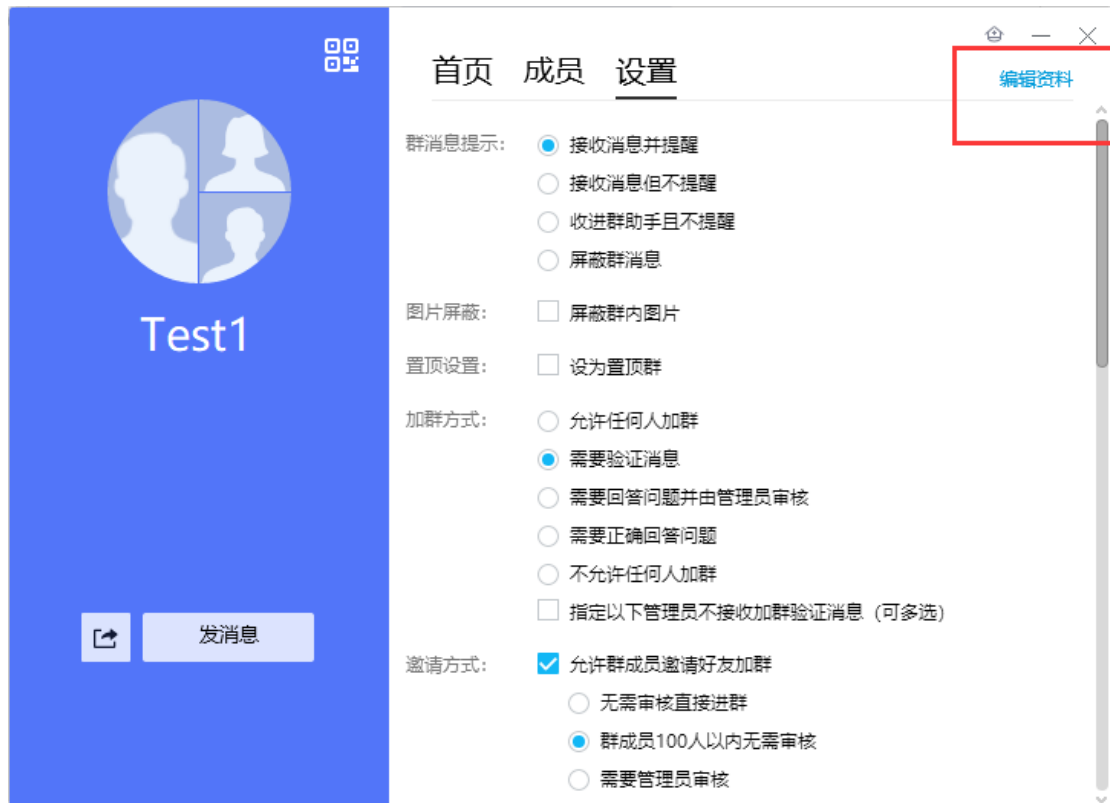 首页 成员 设置
编辑资料
Test1
发消息
群消息提示： 接收消息并提醒
接收消息但不提醒
收进群助手且不提醒
屏蔽群消息
图片屏蔽： 屏蔽群内图片
置顶设置： 设为置顶群
加群方式： 允许任何人加群
需要验证消息
需要回答问题并由管理员审核
需要正确回答问题
不允许任何人加群
指定以下管理员不接收加群验证消息（可多选）
邀请方式： 允许群成员邀请好友加群
无需审核直接进群
群成员100人以内无需审核
需要管理员审核